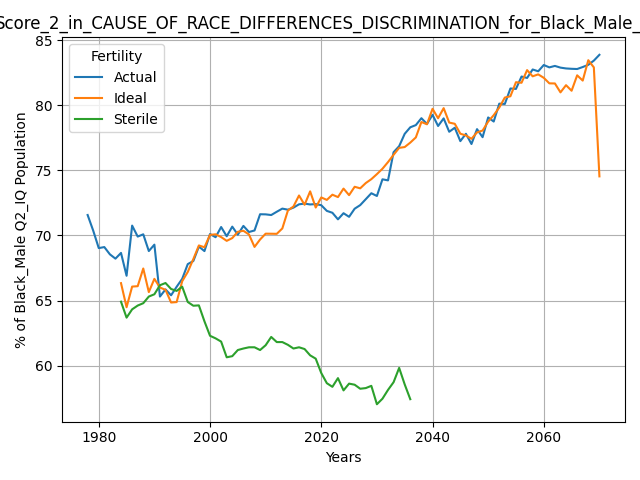 Score_2_in_CAUSE_OF_RACE_DIFFERENCES_DISCRIMINATION_for_Black_Male_
Fertility
Actual
Ideal
Sterile
% of Black_Male Q2_IQ Population
85
80
75
70
65
60
1980
2000
2020
2040
2060
Years